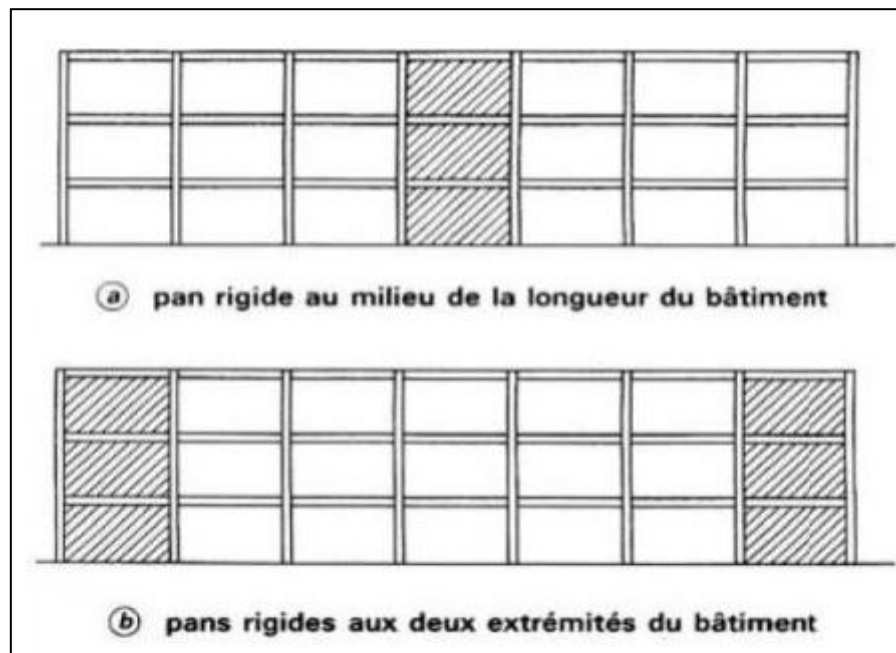 a pan rigide au milieu de la longueur du bâtiment
b pans rigides aux deux extrémités du bâtiment